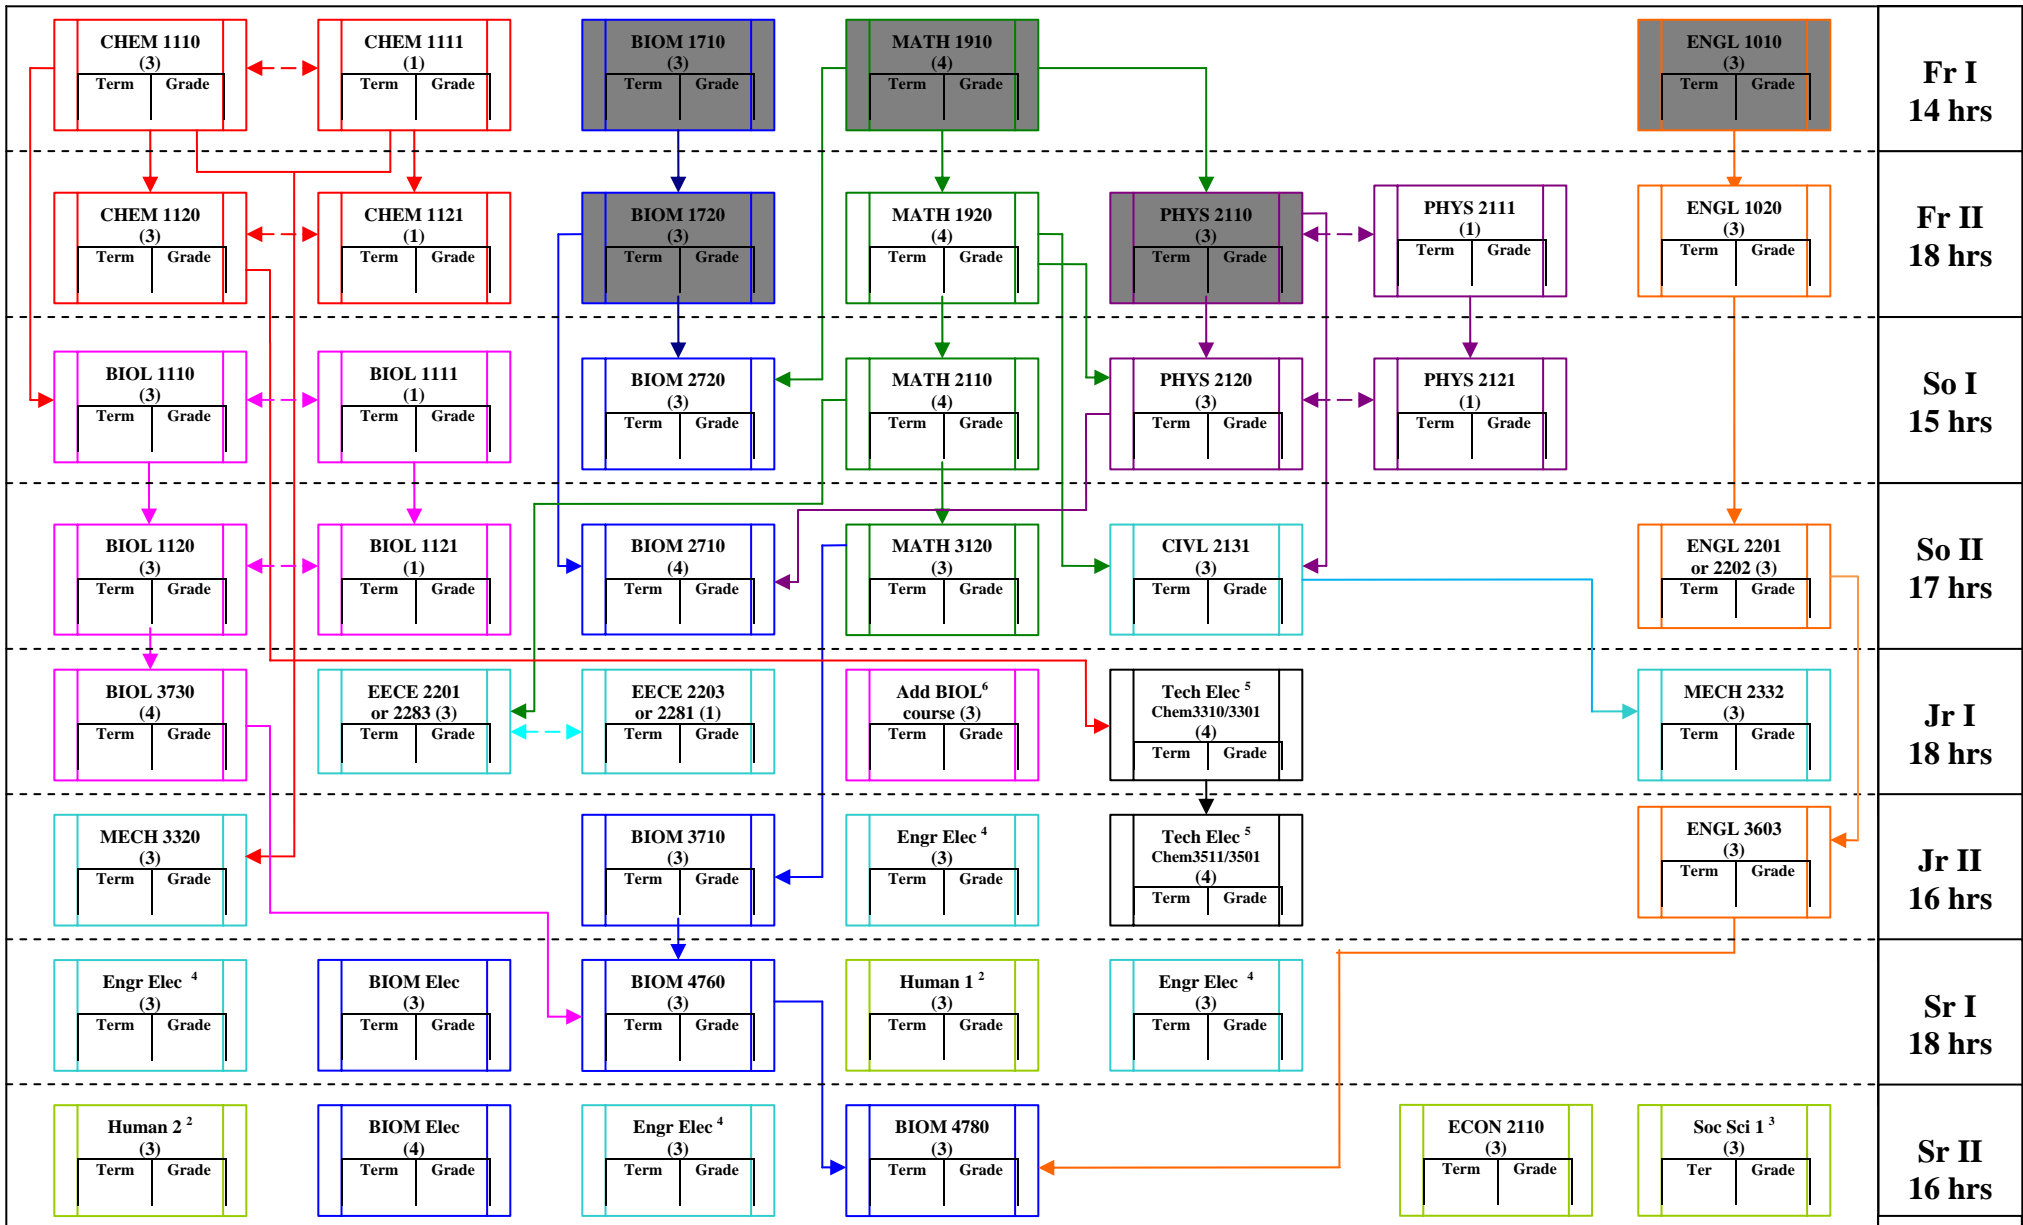 CHEM 1110
(3)
Term Grade
CHEM 1111
(1)
Term Grade
BIOM 1710
(3)
Term Grade
MATH 1910
(4)
Term Grade
ENGL 1010
(3)
Term Grade
Fr I
14 hrs
CHEM 1120
(3)
Term Grade
CHEM 1121
(1)
Term Grade
BIOM 1720
(3)
Term Grade
MATH 1920
(4)
Term Grade
PHYS 2110
(3)
Term Grade
PHYS 2111
(1)
Term Grade
ENGL 1020
(3)
Term Grade
Fr II
18 hrs
BIOL 1110
(3)
Term Grade
BIOL 1111
(1)
Term Grade
BIOM 2720
(3)
Term Grade
MATH 2110
(4)
Term Grade
PHYS 2120
(3)
Term Grade
PHYS 2121
(1)
Term Grade
So I
15 hrs
BIOL 1120
(3)
Term Grade
BIOL 1121
(1)
Term Grade
BIOM 2710
(4)
Term Grade
MATH 3120
(3)
Term Grade
CIVL 2131
(3)
Term Grade
ENGL 2201
or 2202 (3)
Term Grade
So II
17 hrs
BIOL 3730
(4)
Term Grade
EECE 2201
or 2283 (3)
Term Grade
EECE 2203
or 2281 (1)
Term Grade
Add BIOL 6
course (3)
Term Grade
Tech Elec 5
Chem3310/3301
(4)
Term Grade
MECH 2332
(3)
Term Grade
Jr I
18 hrs
MECH 3320
(3)
Term Grade
BIOM 3710
(3)
Term Grade
Engr Elec 4
(3)
Term Grade
Tech Elec 5
Chem3511/3501
(4)
Term Grade
ENGL 3603
(3)
Term Grade
Jr II
16 hrs
Engr Elec 4
(3)
Term Grade
BIOM Elec
(3)
Term Grade
BIOM 4760
(3)
Term Grade
Human 1 2
(3)
Term Grade
Engr Elec 4
(3)
Term Grade
Sr I
18 hrs
Human 2 2
(3)
Term Grade
BIOM Elec
(4)
Term Grade
Engr Elec 4
(3)
Term Grade
BIOM 4780
(3)
Term Grade
ECON 2110
(3)
Term Grade
Soc Sci 1 3
(3)
Ter Grade
Sr II
16 hrs